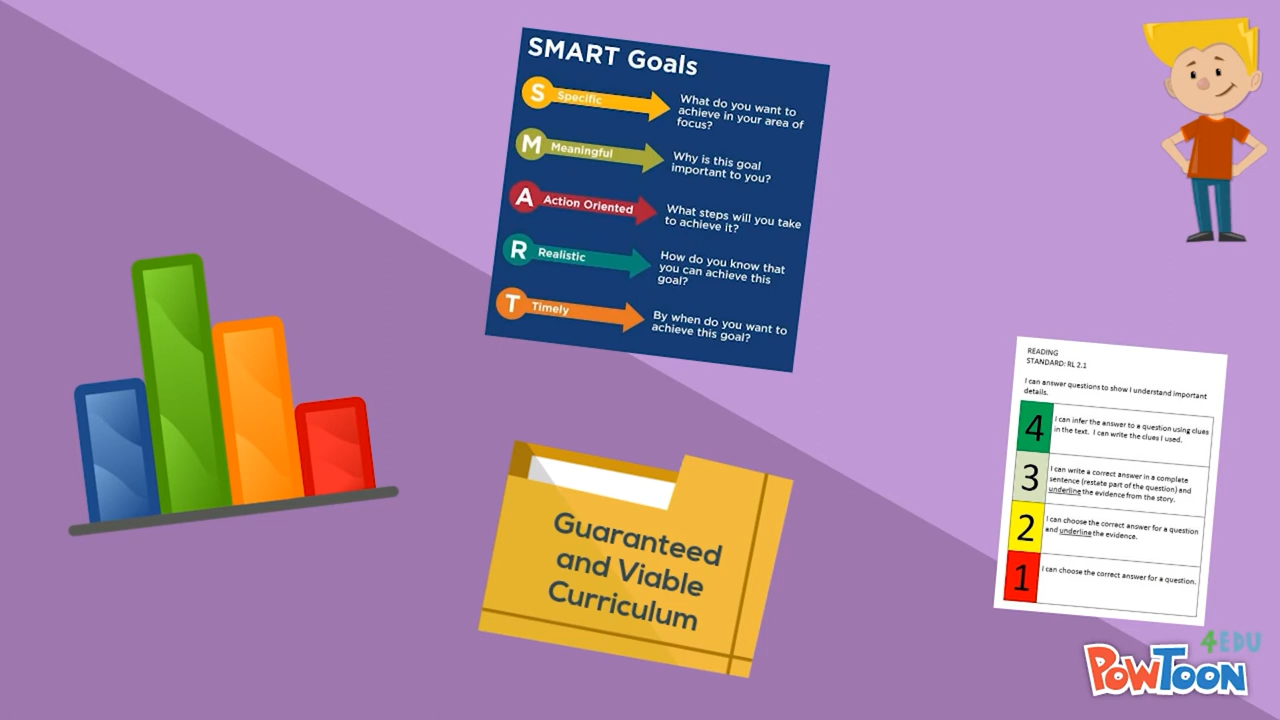 SMART Goals
S Specific
What do you want to
achieve in your area of
focus?
M Meaningful
Why is this goal
important to you?
A Action Oriented
What steps will you take
to achieve it?
R Realistic
How do you know that
you can achieve this
goal?
T Timely
By when do you want to
achieve this goal?
Guaranteed
and Viable
Curriculum
READING
STANDARD: RL 2.1
I can answer questions to show I understand important
details.
4
I can infer the answer to a question using clues
in the text. I can write the clues I used.
3
I can write a correct answer in a complete
sentence (restate part of the question) and
underline the evidence from the story.
2
I can choose the correct answer for a question
and underline the evidence.
1
I can choose the correct answer for a question.
4EDU
POWTOON